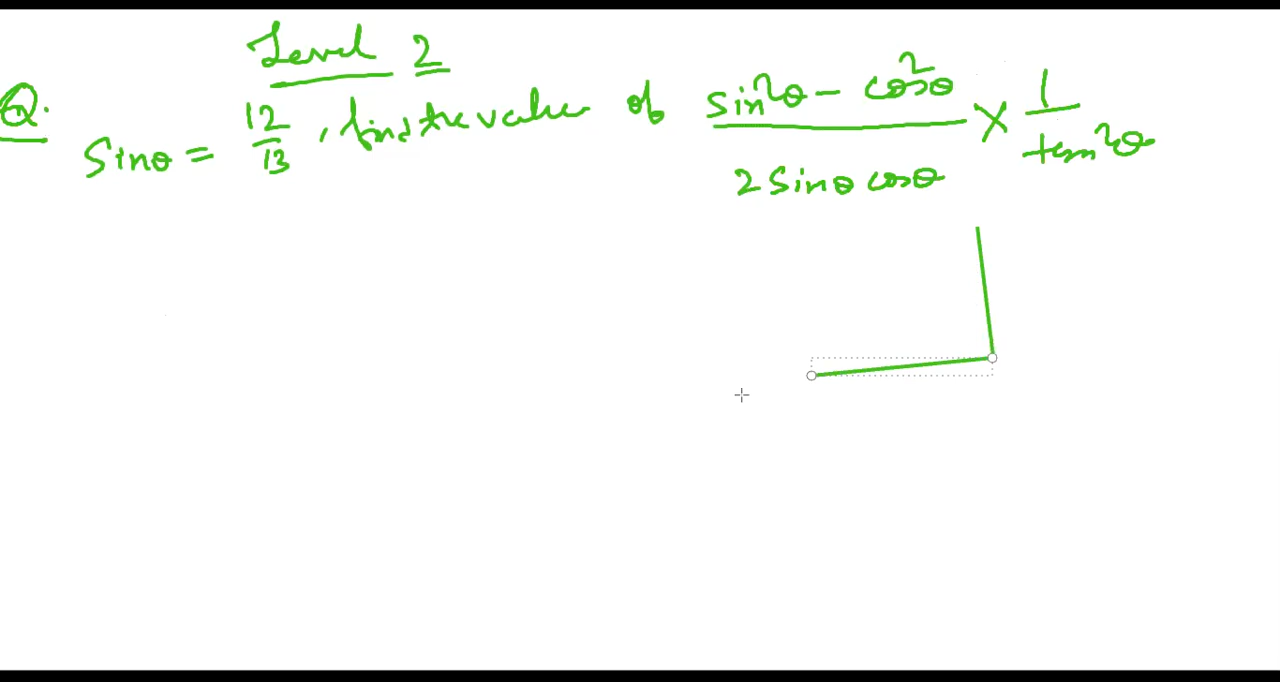 Level 2
Q. Sinθ = 12/13, find the value of (sin²θ − cos²θ)/(2 Sinθ cosθ) × 1/tan²θ